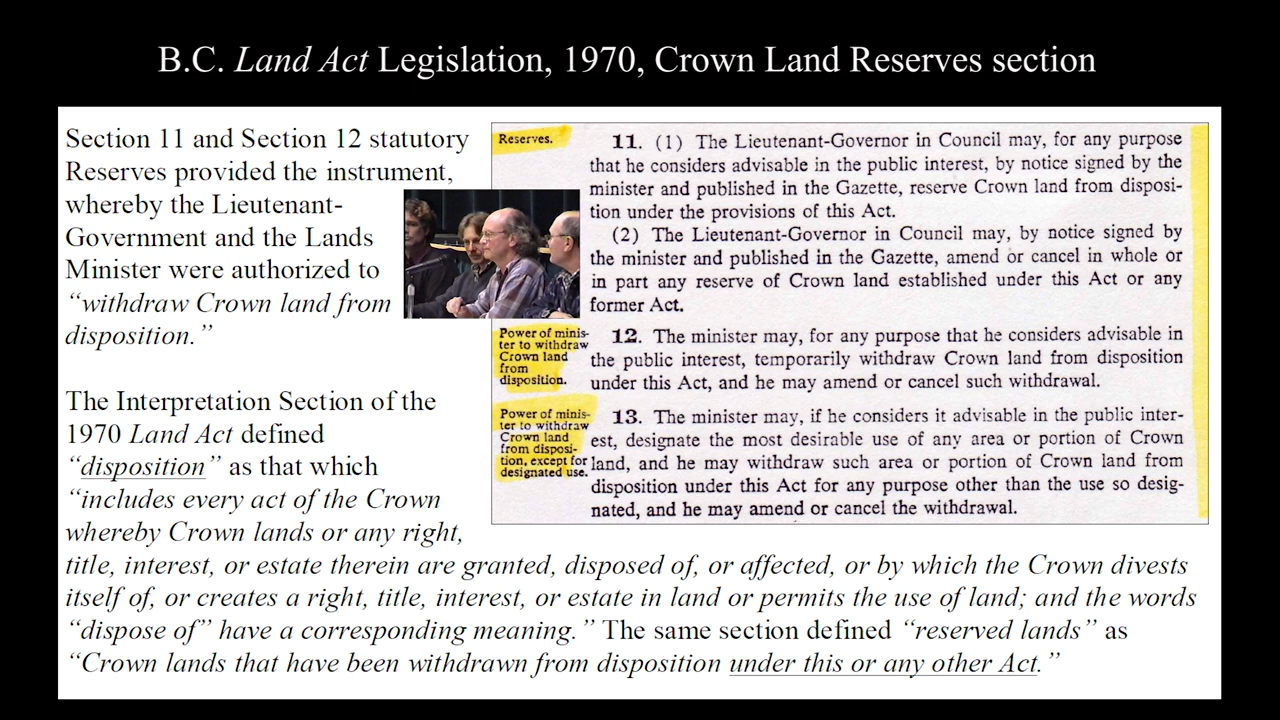 B.C. Land Act Legislation, 1970, Crown Land Reserves section
Section 11 and Section 12 statutory
Reserves provided the instrument,
whereby the Lieutenant-
Government and the Lands
Minister were authorized to
“withdraw Crown land from
disposition.”
The Interpretation Section of the
1970 Land Act defined
“disposition” as that which
“includes every act of the Crown
whereby Crown lands or any right,
title, interest, or estate therein are granted, disposed of, or affected, or by which the Crown divests
itself of, or creates a right, title, interest, or estate in land or permits the use of land; and the words
“dispose of” have a corresponding meaning.” The same section defined “reserved lands” as
“Crown lands that have been withdrawn from disposition under this or any other Act.”
Reserves.
11. (1) The Lieutenant-Governor in Council may, for any purpose
that he considers advisable in the public interest, by notice signed by the
minister and published in the Gazette, reserve Crown land from disposi-
tion under the provisions of this Act.
(2) The Lieutenant-Governor in Council may, by notice signed by
the minister and published in the Gazette, amend or cancel in whole or
in part any reserve of Crown land established under this Act or any
former Act.
Power of minis-
ter to withdraw
Crown land
from
disposition.
12. The minister may, for any purpose that he considers advisable in
the public interest, temporarily withdraw Crown land from disposition
under this Act, and he may amend or cancel such withdrawal.
Power of minis-
ter to withdraw
Crown land
from disposi-
tion, except for
designated use.
13. The minister may, if he considers it advisable in the public inter-
est, designate the most desirable use of any area or portion of Crown
land, and he may withdraw such area or portion of Crown land from
disposition under this Act for any purpose other than the use so desig-
nated, and he may amend or cancel the withdrawal.